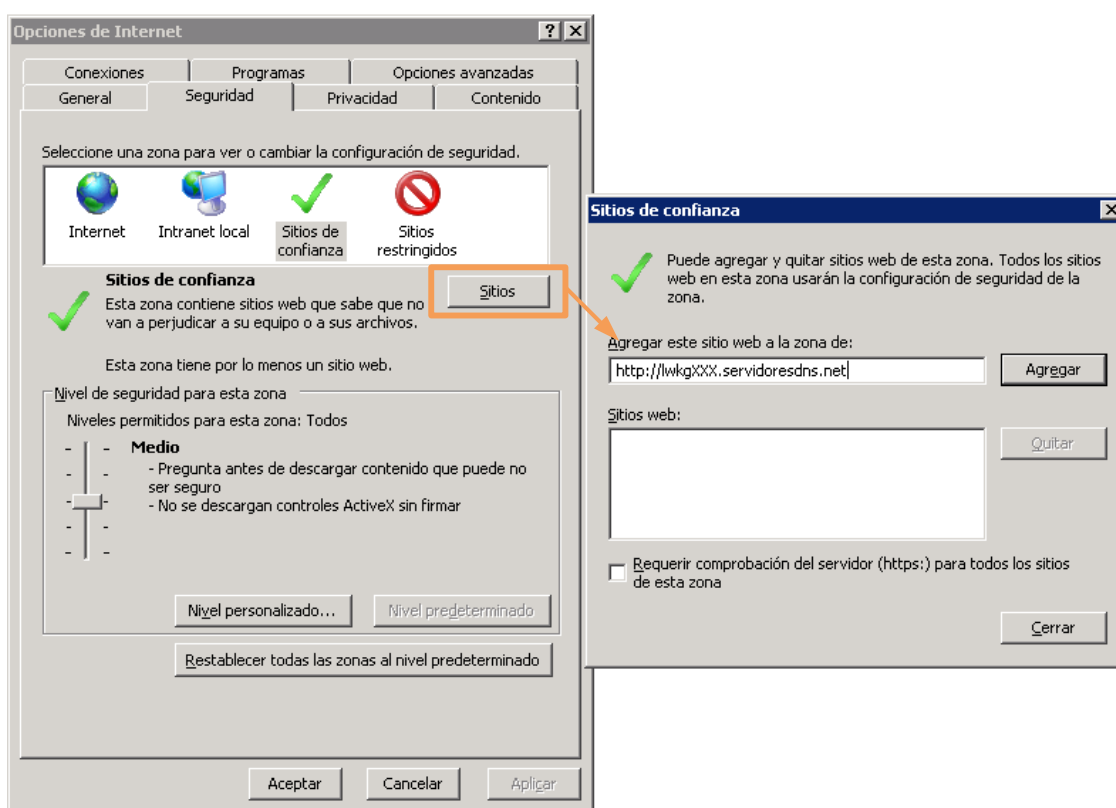 Opciones de Internet
Conexiones
Programas
Opciones avanzadas
General
Seguridad
Privacidad
Contenido
Seleccione una zona para ver o cambiar la configuración de seguridad.
Internet
Intranet local
Sitios de
confianza
Sitios
restringidos
Sitios de confianza
Esta zona contiene sitios web que sabe que no
van a perjudicar a su equipo o a sus archivos.
Sitios
Esta zona tiene por lo menos un sitio web.
Nivel de seguridad para esta zona
Niveles permitidos para esta zona: Todos
Medio
- Pregunta antes de descargar contenido que puede no
ser seguro
- No se descargan controles ActiveX sin firmar
Nivel personalizado...
Nivel predeterminado
Restablecer todas las zonas al nivel predeterminado
Aceptar
Cancelar
Aplicar
Sitios de confianza
Puede agregar y quitar sitios web de esta zona. Todos los sitios
web en esta zona usarán la configuración de seguridad de la
zona.
Agregar este sitio web a la zona de:
http://lwkgXXX.servidoresdns.net
Agregar
Sitios web:
Quitar
Requerir comprobación del servidor (https:) para todos los sitios
de esta zona
Cerrar